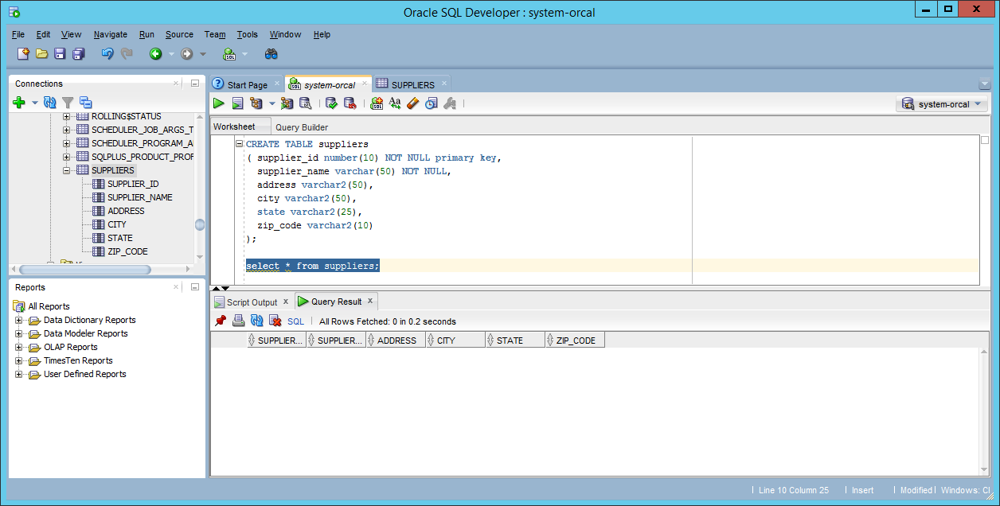 Oracle SQL Developer : system-orcal
File Edit View Navigate Run Source Team Tools Window Help
Connections
ROLLING$STATUS
SCHEDULER_JOB_ARGS_T
SCHEDULER_PROGRAM_A
SQLPLUS_PRODUCT_PROF
SUPPLIERS
SUPPLIER_ID
SUPPLIER_NAME
ADDRESS
CITY
STATE
ZIP_CODE
Reports
All Reports
Data Dictionary Reports
Data Modeler Reports
OLAP Reports
TimesTen Reports
User Defined Reports
Start Page system-orcal SUPPLIERS
system-orcal
Worksheet Query Builder
CREATE TABLE suppliers
( supplier_id number(10) NOT NULL primary key,
supplier_name varchar(50) NOT NULL,
address varchar2(50),
city varchar2(50),
state varchar2(25),
zip_code varchar2(10)
);
select * from suppliers;
Script Output x Query Result x
SQL | All Rows Fetched: 0 in 0.2 seconds
SUPPLIER... SUPPLIER... ADDRESS CITY STATE ZIP_CODE
| Line 10 Column 25 | Insert | Modified | Windows: Cl